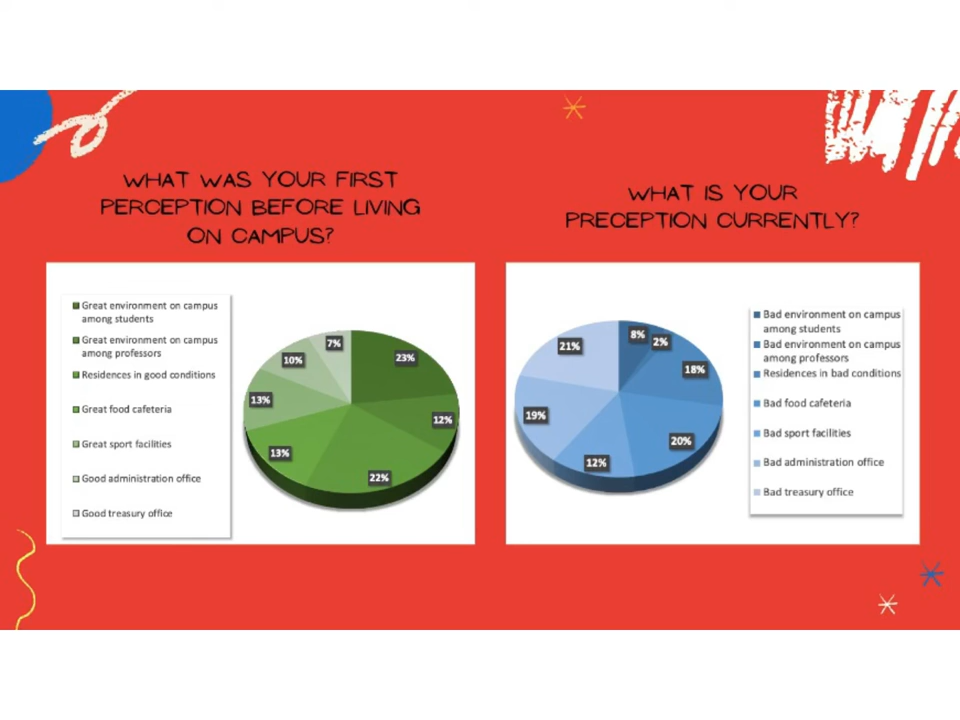 WHAT WAS YOUR FIRST
PERCEPTION BEFORE LIVING
ON CAMPUS?
Great environment on campus
among students
Great environment on campus
among professors
Residences in good conditions
Great food cafeteria
Great sport facilities
Good administration office
Good treasury office
23%
12%
22%
13%
13%
10%
7%
WHAT IS YOUR
PRECEPTION CURRENTLY?
8%
2%
18%
20%
12%
19%
21%
Bad environment on campus
among students
Bad environment on campus
among professors
Residences in bad conditions
Bad food cafeteria
Bad sport facilities
Bad administration office
Bad treasury office